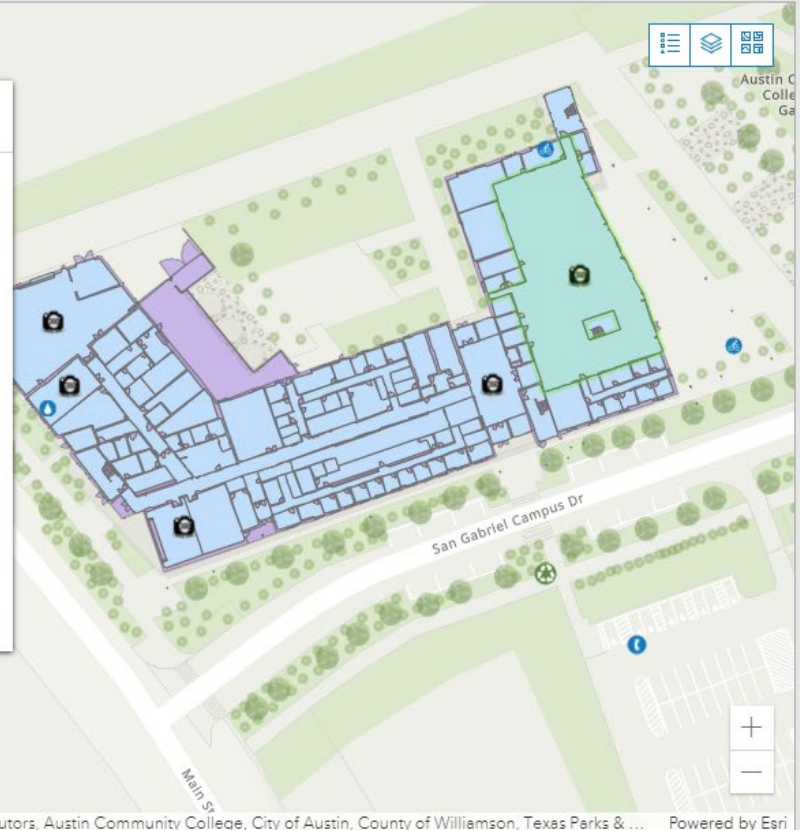 Austin C
Colle
Ga
San Gabriel Campus Dr
Main St
utors, Austin Community College, City of Austin, County of Williamson, Texas Parks & ...
Powered by Esri